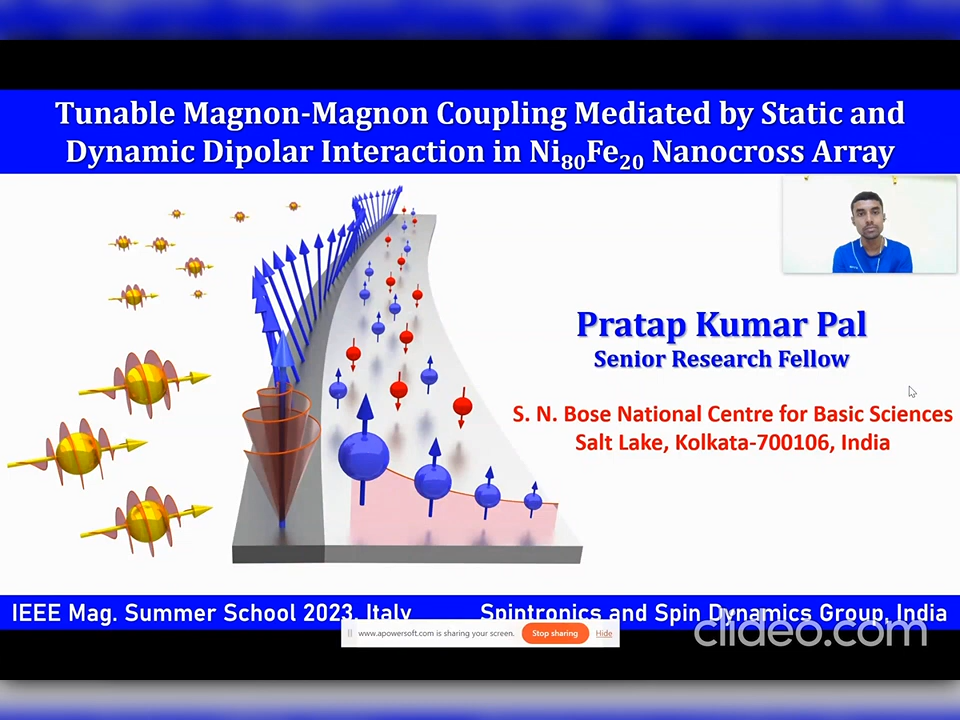 Tunable Magnon-Magnon Coupling Mediated by Static and
Dynamic Dipolar Interaction in Ni₈₀Fe₂₀ Nanocross Array
Pratap Kumar Pal
Senior Research Fellow
S. N. Bose National Centre for Basic Sciences
Salt Lake, Kolkata-700106, India
IEEE Mag. Summer School 2023, Italy
Spintronics and Spin Dynamics Group, India
www.apowersoft.com is sharing your screen.
Stop sharing
Hide
clideo.com